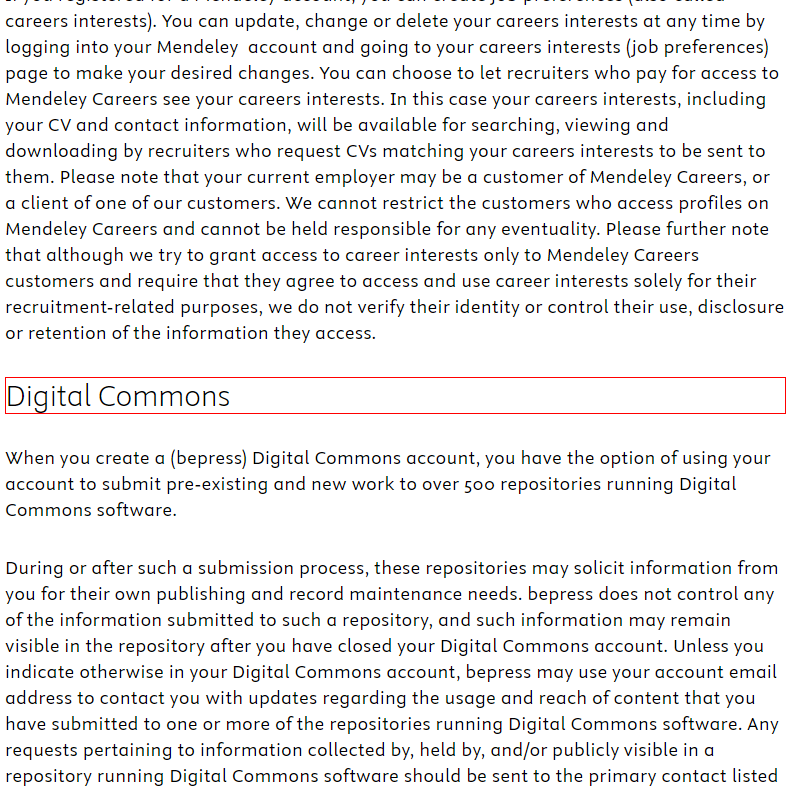 careers interests). You can update, change or delete your careers interests at any time by
logging into your Mendeley  account and going to your careers interests (job preferences)
page to make your desired changes. You can choose to let recruiters who pay for access to
Mendeley Careers see your careers interests. In this case your careers interests, including
your CV and contact information, will be available for searching, viewing and
downloading by recruiters who request CVs matching your careers interests to be sent to
them. Please note that your current employer may be a customer of Mendeley Careers, or
a client of one of our customers. We cannot restrict the customers who access profiles on
Mendeley Careers and cannot be held responsible for any eventuality. Please further note
that although we try to grant access to career interests only to Mendeley Careers
customers and require that they agree to access and use career interests solely for their
recruitment-related purposes, we do not verify their identity or control their use, disclosure
or retention of the information they access.
Digital Commons
When you create a (bepress) Digital Commons account, you have the option of using your
account to submit pre-existing and new work to over 500 repositories running Digital
Commons software.
During or after such a submission process, these repositories may solicit information from
you for their own publishing and record maintenance needs. bepress does not control any
of the information submitted to such a repository, and such information may remain
visible in the repository after you have closed your Digital Commons account. Unless you
indicate otherwise in your Digital Commons account, bepress may use your account email
address to contact you with updates regarding the usage and reach of content that you
have submitted to one or more of the repositories running Digital Commons software. Any
requests pertaining to information collected by, held by, and/or publicly visible in a
repository running Digital Commons software should be sent to the primary contact listed